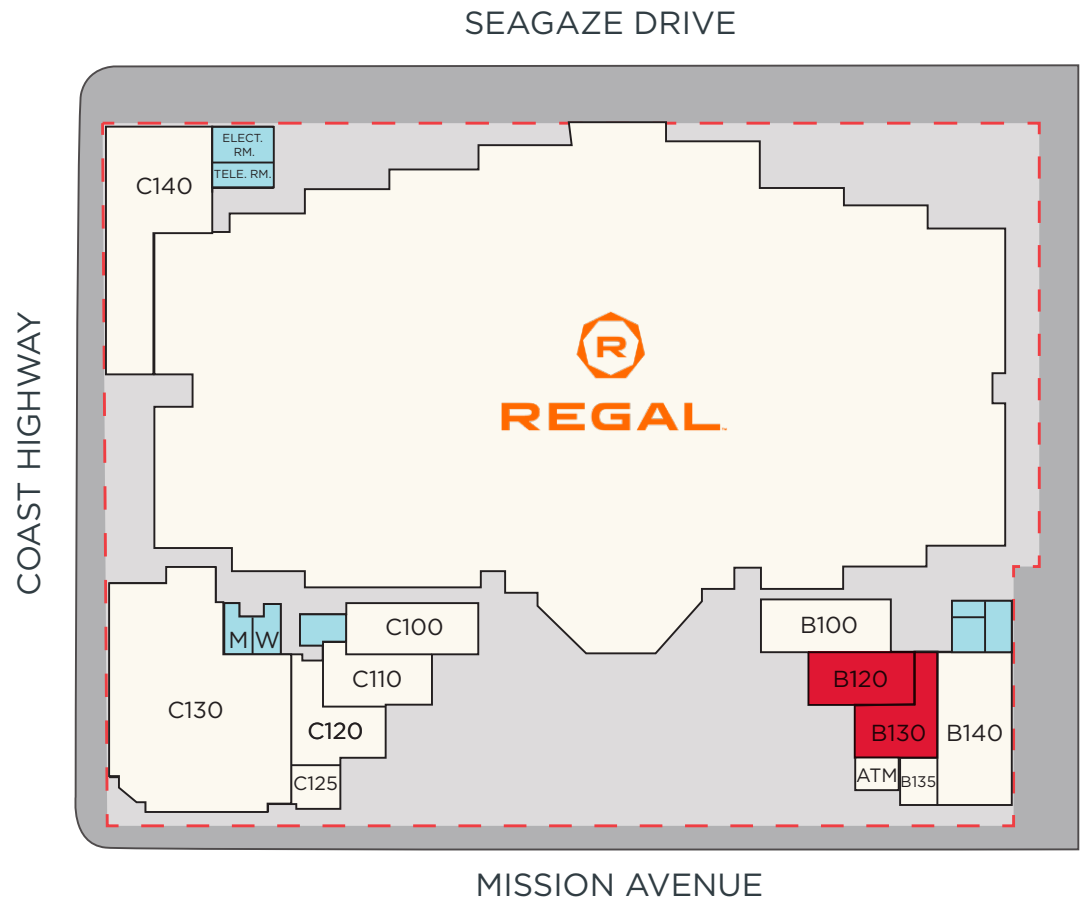 SEAGAZE DRIVE
ELECT.
RM.
TELE. RM.
C140
COAST HIGHWAY
R
REGAL
M
W
C100
B100
C110
B120
C130
C120
B130
B140
C125
ATM
B135
MISSION AVENUE